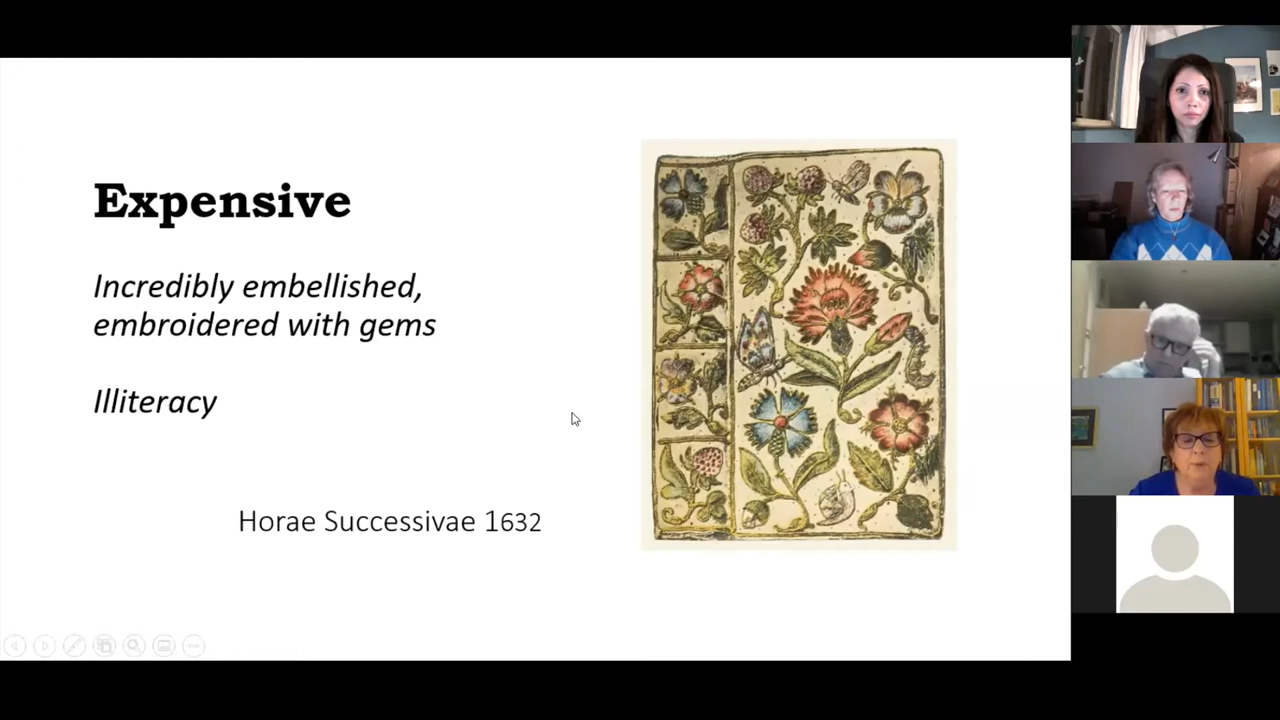 Expensive
Incredibly embellished,
embroidered with gems
Illiteracy
Horae Successivae 1632